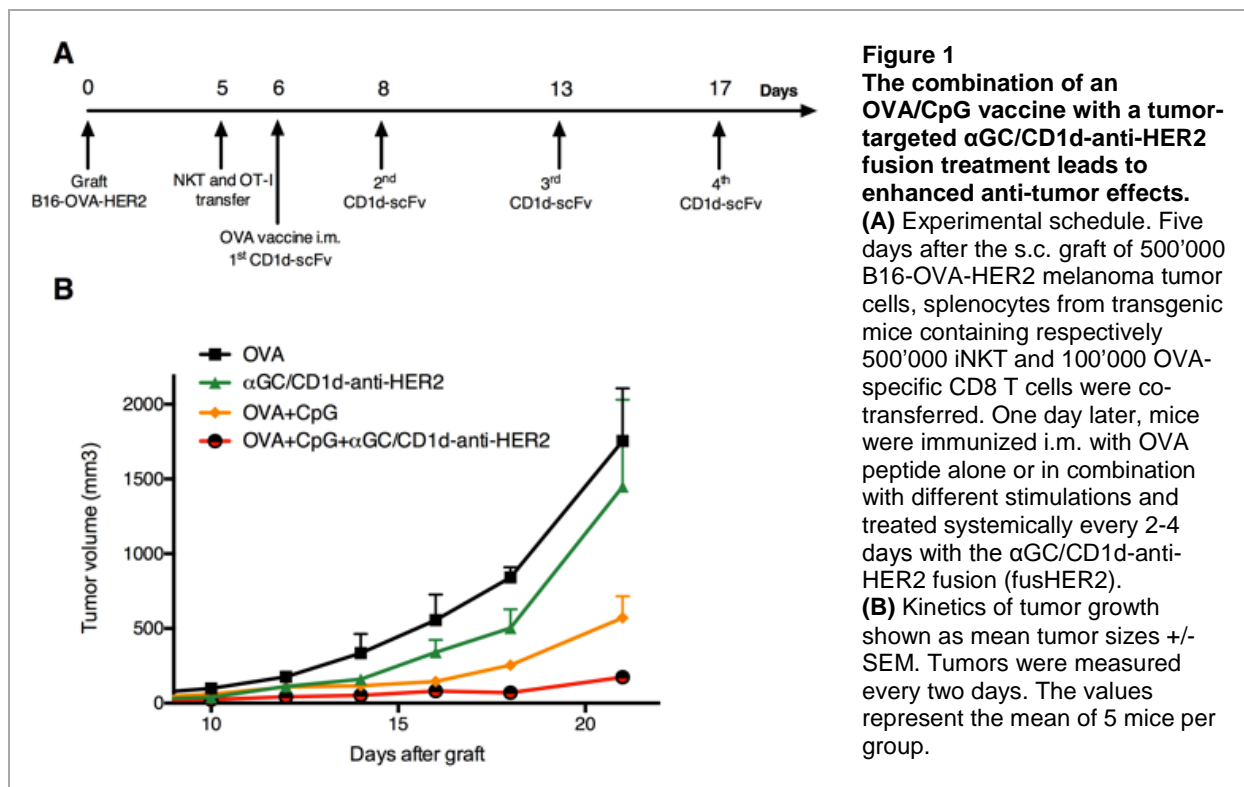 A
0 5 6 8 13 17 Days
Graft
B16-OVA-HER2
NKT and OT-I
transfer
OVA vaccine i.m.
1st CD1d-scFv
2nd
CD1d-scFv
3rd
CD1d-scFv
4th
CD1d-scFv
B
OVA
αGC/CD1d-anti-HER2
OVA+CpG
OVA+CpG+αGC/CD1d-anti-HER2
Tumor volume (mm3)
2000
1500
1000
500
0
10 15 20
Days after graft
Figure 1
The combination of an
OVA/CpG vaccine with a tumor-
targeted αGC/CD1d-anti-HER2
fusion treatment leads to
enhanced anti-tumor effects.
(A) Experimental schedule. Five
days after the s.c. graft of 500'000
B16-OVA-HER2 melanoma tumor
cells, splenocytes from transgenic
mice containing respectively
500'000 iNKT and 100'000 OVA-
specific CD8 T cells were co-
transferred. One day later, mice
were immunized i.m. with OVA
peptide alone or in combination
with different stimulations and
treated systemically every 2-4
days with the αGC/CD1d-anti-
HER2 fusion (fusHER2).
(B) Kinetics of tumor growth
shown as mean tumor sizes +/-
SEM. Tumors were measured
every two days. The values
represent the mean of 5 mice per
group.